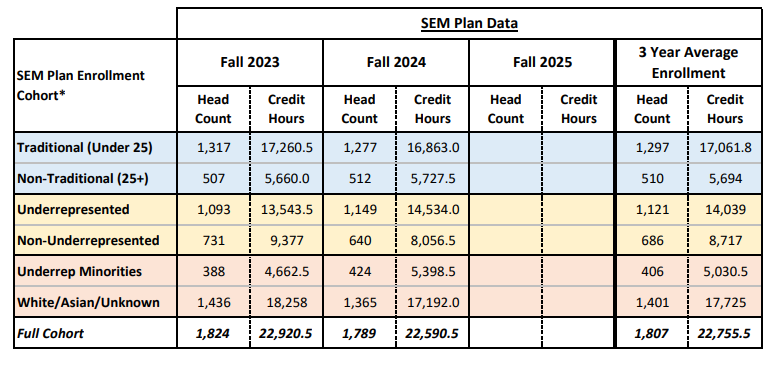 SEM Plan Data
SEM Plan Enrollment Cohort* Fall 2023 Fall 2024 Fall 2025 3 Year Average Enrollment
Head Count Credit Hours Head Count Credit Hours Head Count Credit Hours Head Count Credit Hours
Traditional (Under 25) 1,317 17,260.5 1,277 16,863.0 1,297 17,061.8
Non-Traditional (25+) 507 5,660.0 512 5,727.5 510 5,694
Underrepresented 1,093 13,543.5 1,149 14,534.0 1,121 14,039
Non-Underrepresented 731 9,377 640 8,056.5 686 8,717
Underrep Minorities 388 4,662.5 424 5,398.5 406 5,030.5
White/Asian/Unknown 1,436 18,258 1,365 17,192.0 1,401 17,725
Full Cohort 1,824 22,920.5 1,789 22,590.5 1,807 22,755.5